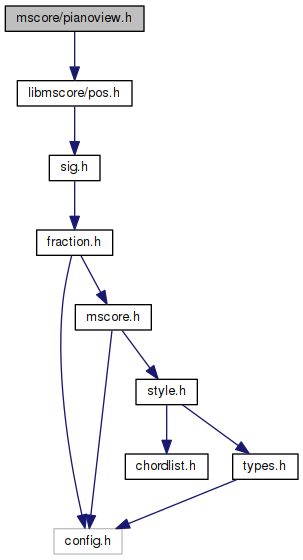 mscore/pianoview.h
libmscore/pos.h
sig.h
fraction.h
mscore.h
style.h
chordlist.h
types.h
config.h